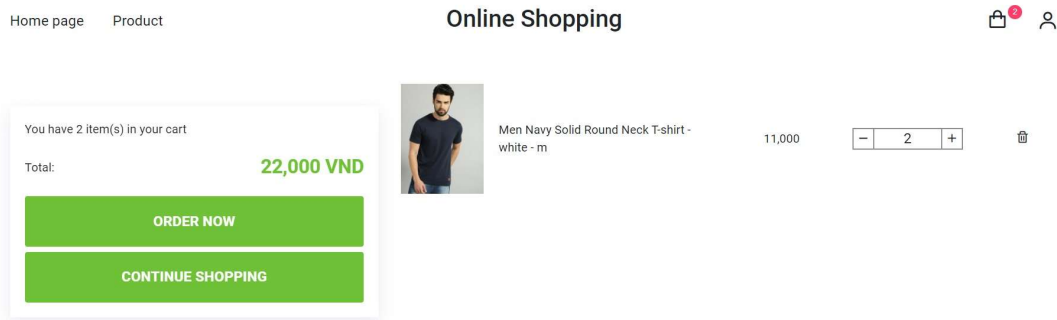 Home page Product Online Shopping 2
You have 2 item(s) in your cart
Total: 22,000 VND
ORDER NOW
CONTINUE SHOPPING
Men Navy Solid Round Neck T-shirt -
white - m
11,000
− 2 +